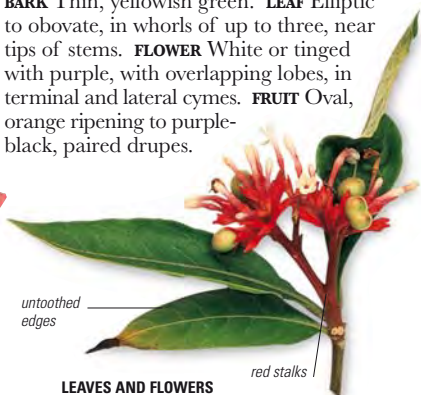 BARK Thin, yellowish green. LEAF Elliptic
to obovate, in whorls of up to three, near
tips of stems. FLOWER White or tinged
with purple, with overlapping lobes, in
terminal and lateral cymes. FRUIT Oval,
orange ripening to purple-
black, paired drupes.
untoothed
edges
red stalks
LEAVES AND FLOWERS